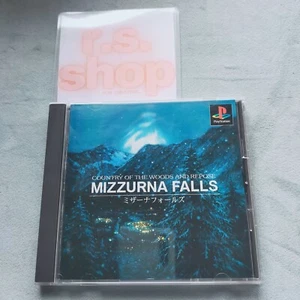 r.s.
shop
PlayStation
COUNTRY OF THE WOODS AND REPOSE
MIZZURNA FALLS
ミザーナフォールズ